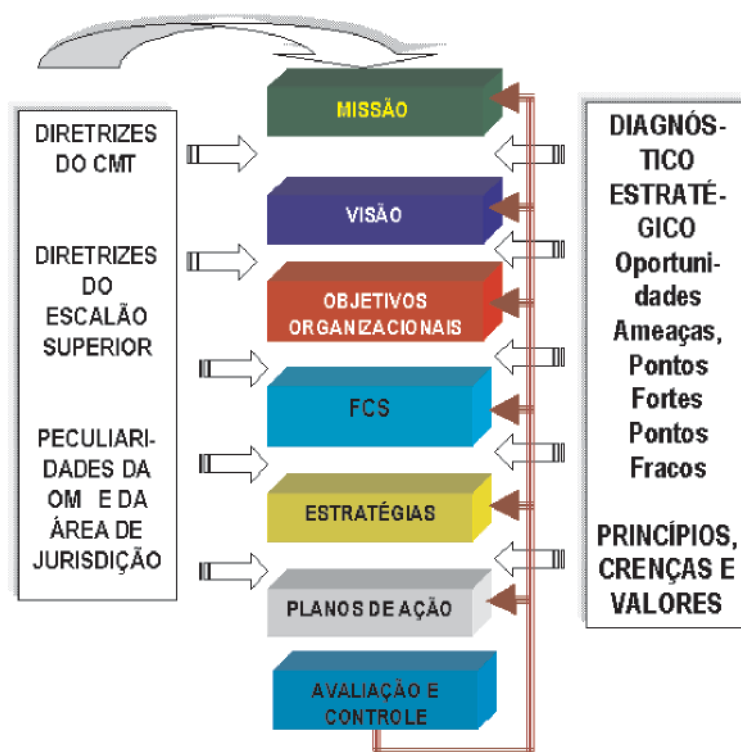 DIRETRIZES
DO CMT
DIRETRIZES
DO
ESCALÃO
SUPERIOR
PECULIARI-
DADES DA
OM E DA
ÁREA DE
JURISDIÇÃO
MISSÃO
VISÃO
OBJETIVOS
ORGANIZACIONAIS
FCS
ESTRATÉGIAS
PLANOS DE AÇÃO
AVALIAÇÃO E
CONTROLE
DIAGNÓS-
TICO
ESTRATÉ-
GICO
Oportuni-
dades
Ameaças,
Pontos
Fortes
Pontos
Fracos
PRINCÍPIOS,
CRENÇAS E
VALORES